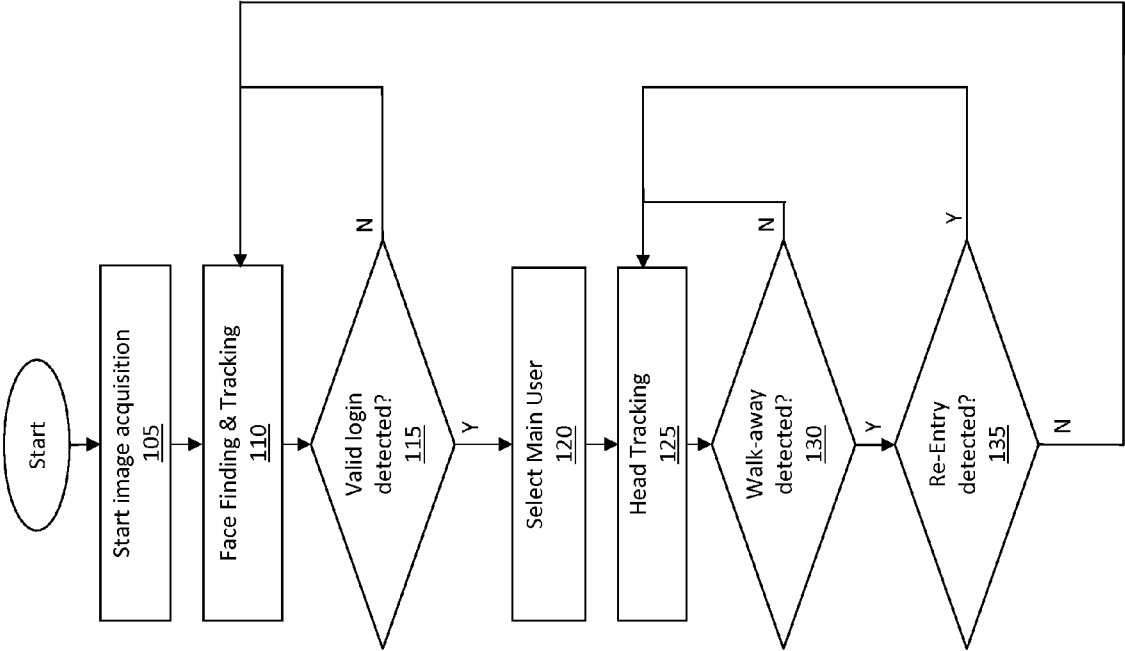 Start
Start image acquisition
105
Face Finding & Tracking
110
Valid login
detected?
115
N
Y
Select Main User
120
Head Tracking
125
Walk-away
detected?
130
N
Y
Re-Entry
detected?
135
Y
N